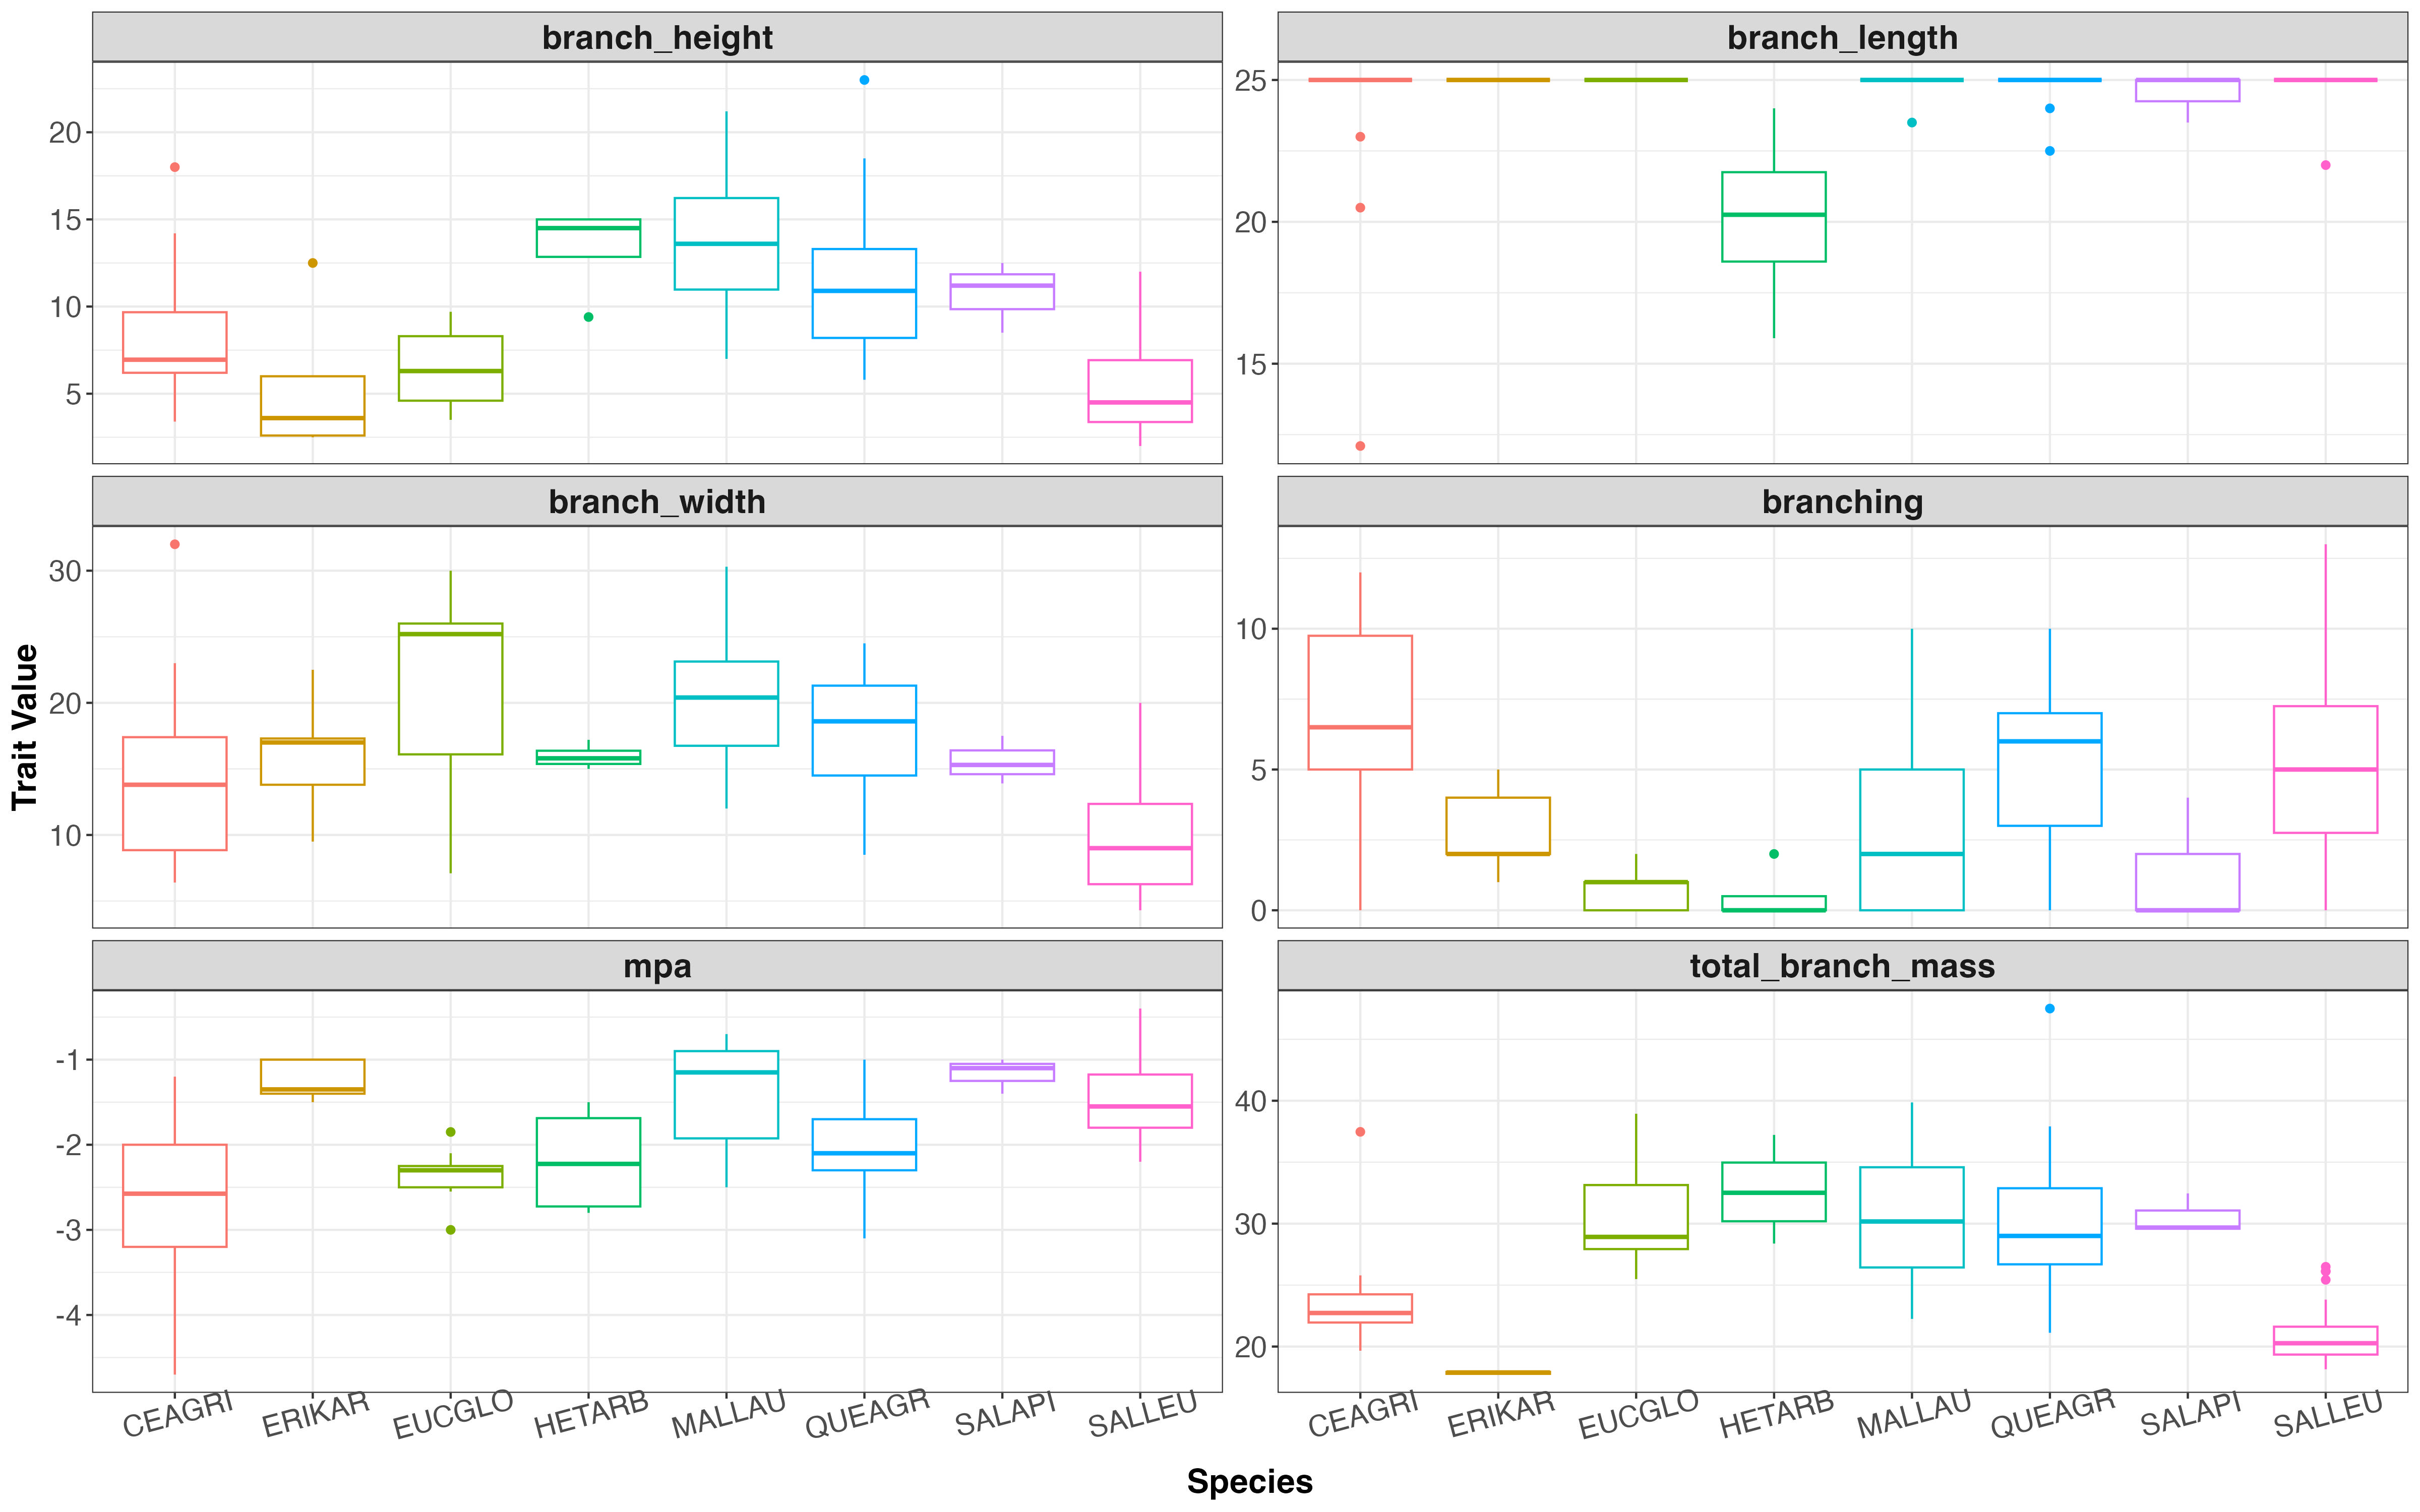 branch_height
branch_length
20
15
10
5
25
20
15
branch_width
branching
30
20
10
10
5
0
mpa
total_branch_mass
-1
-2
-3
-4
40
30
20
Trait Value
CEAGRI ERIKAR EUCGLO HETARB MALLAU QUEAGR SALAPI SALLEU
CEAGRI ERIKAR EUCGLO HETARB MALLAU QUEAGR SALAPI SALLEU
Species